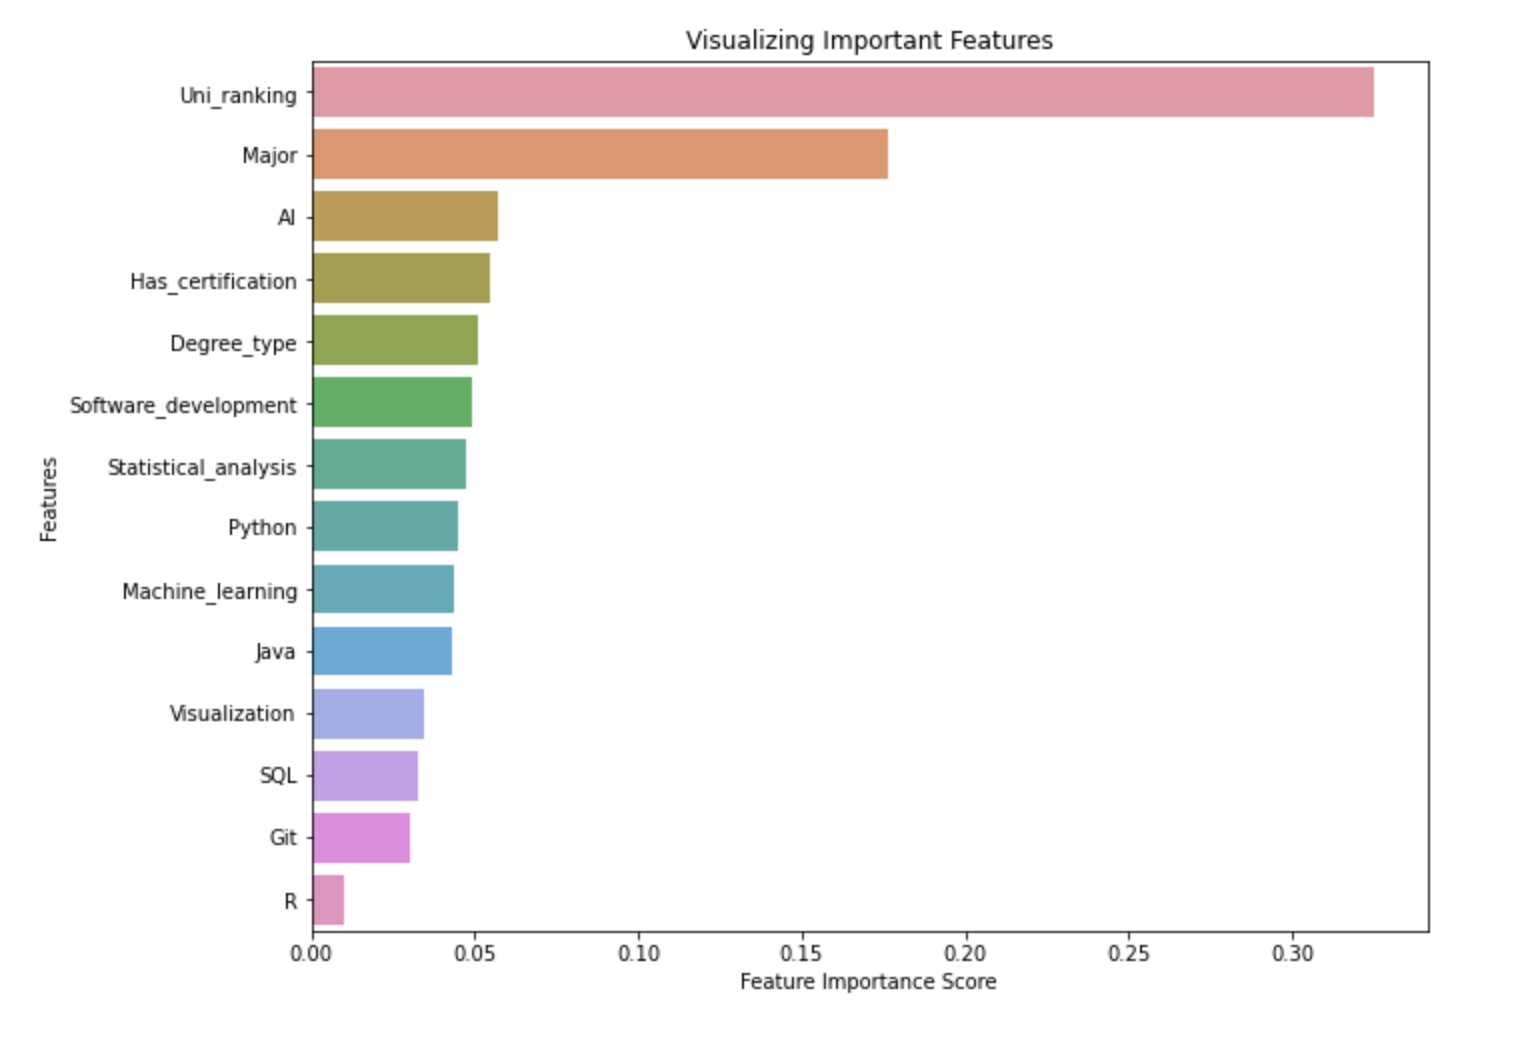 Visualizing Important Features
Uni_ranking
Major
AI
Has_certification
Degree_type
Software_development
Statistical_analysis
Python
Machine_learning
Java
Visualization
SQL
Git
R
Features
0.00 0.05 0.10 0.15 0.20 0.25 0.30
Feature Importance Score